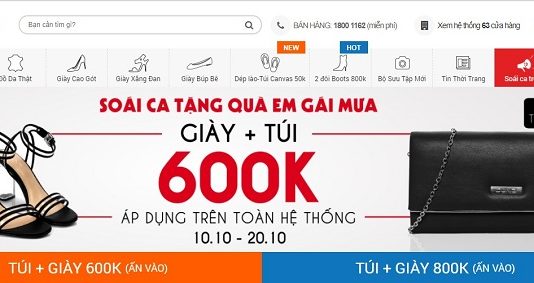 Bạn cần tìm gì?
BÁN HÀNG: 1800 1162 (miễn phí)
Xem hệ thống 63 cửa hàng
NEW
HOT
Đồ Da Thật
Giày Cao Gót
Giày Xăng Đan
Giày Búp Bê
Dép lào-Túi Canvas 50k
2 đôi Boots 800k
Bộ Sưu Tập Mới
Tin Thời Trang
Soái ca tr
SOÁI CA TẶNG QUÀ EM GÁI MƯA
GIÀY + TÚI
600K
ÁP DỤNG TRÊN TOÀN HỆ THỐNG
10.10 - 20.10
TÚI + GIÀY 600K (ẤN VÀO)
TÚI + GIÀY 800K (ẤN VÀO)